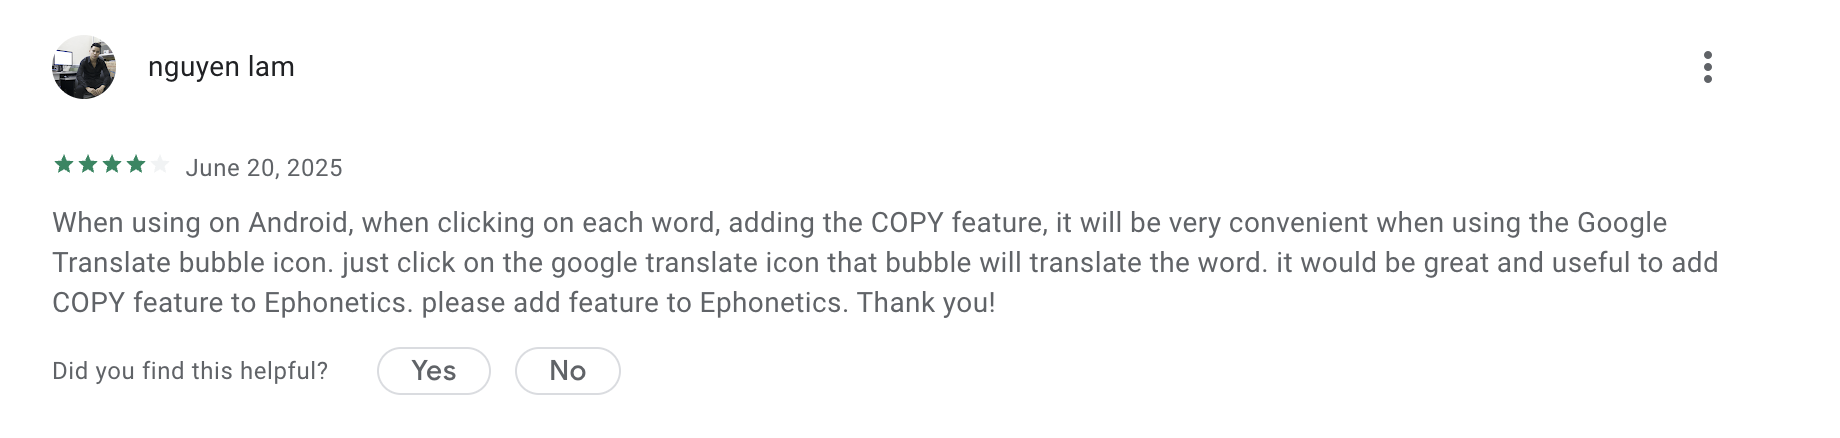 nguyen lam
June 20, 2025
When using on Android, when clicking on each word, adding the COPY feature, it will be very convenient when using the Google
Translate bubble icon. just click on the google translate icon that bubble will translate the word. it would be great and useful to add
COPY feature to Ephonetics. please add feature to Ephonetics. Thank you!
Did you find this helpful? Yes No